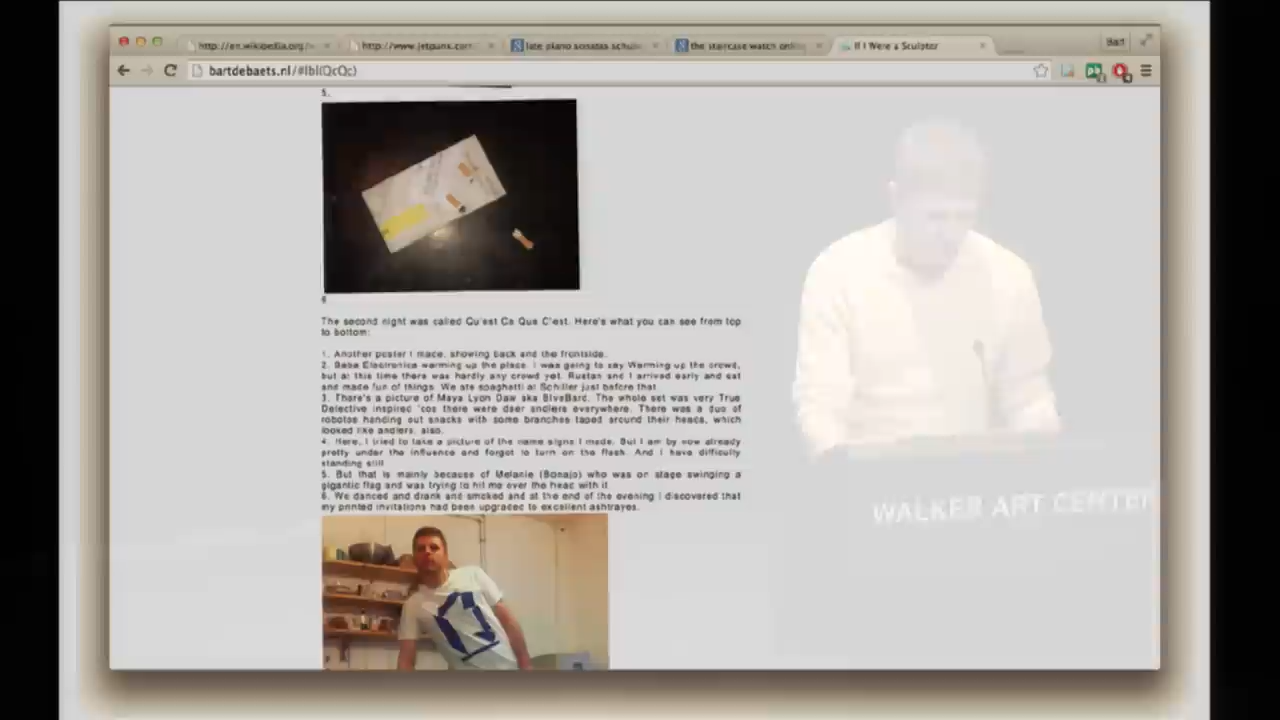 http://en.wikipedia.org/w
http://www.jetpunk.com
late piano sonatas schub
the staircase watch onlin
If I Were a Sculptor
Bart
bartdebaets.nl/#lbl(QcQc)
5.
6
The second night was called Qu'est Ce Que C'est. Here's what you can see from top
to bottom:
1. Another poster I made, showing back and the frontside.
2. Baba Electronica warming up the place. I was going to say Warming up the crowd,
but at this time there was hardly any crowd yet. Rustan and I arrived early and sat
and made fun of things. We ate spaghetti at Schiller just before that.
3. There's a picture of Maya Lyon Daw aka BlveBard. The whole set was very True
Detective inspired 'cos there were deer andlers everywhere. There was a duo of
robotos handing out snacks with some branches taped around their heads, which
looked like andlers, also.
4. Here, I tried to take a picture of the name signs I made. But I am by now already
pretty under the influence and forgot to turn on the flash. And I have difficulty
standing still.
5. But that is mainly because of Melanie (Bonajo) who was on stage swinging a
gigantic flag and was trying to hit me over the head with it.
6. We danced and drank and smoked and at the end of the evening I discovered that
my printed invitations had been upgraded to excellent ashtrayes.
WALKER ART CENTER